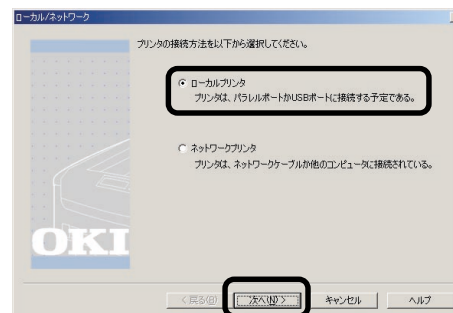 ローカル/ネットワーク
プリンタの接続方法を以下から選択してください。
ローカルプリンタ
プリンタは、パラレルポートかUSBポートに接続する予定である。
ネットワークプリンタ
プリンタは、ネットワークケーブルか他のコンピュータに接続されている。
OKI
< 戻る(B) 次へ(N) > キャンセル ヘルプ